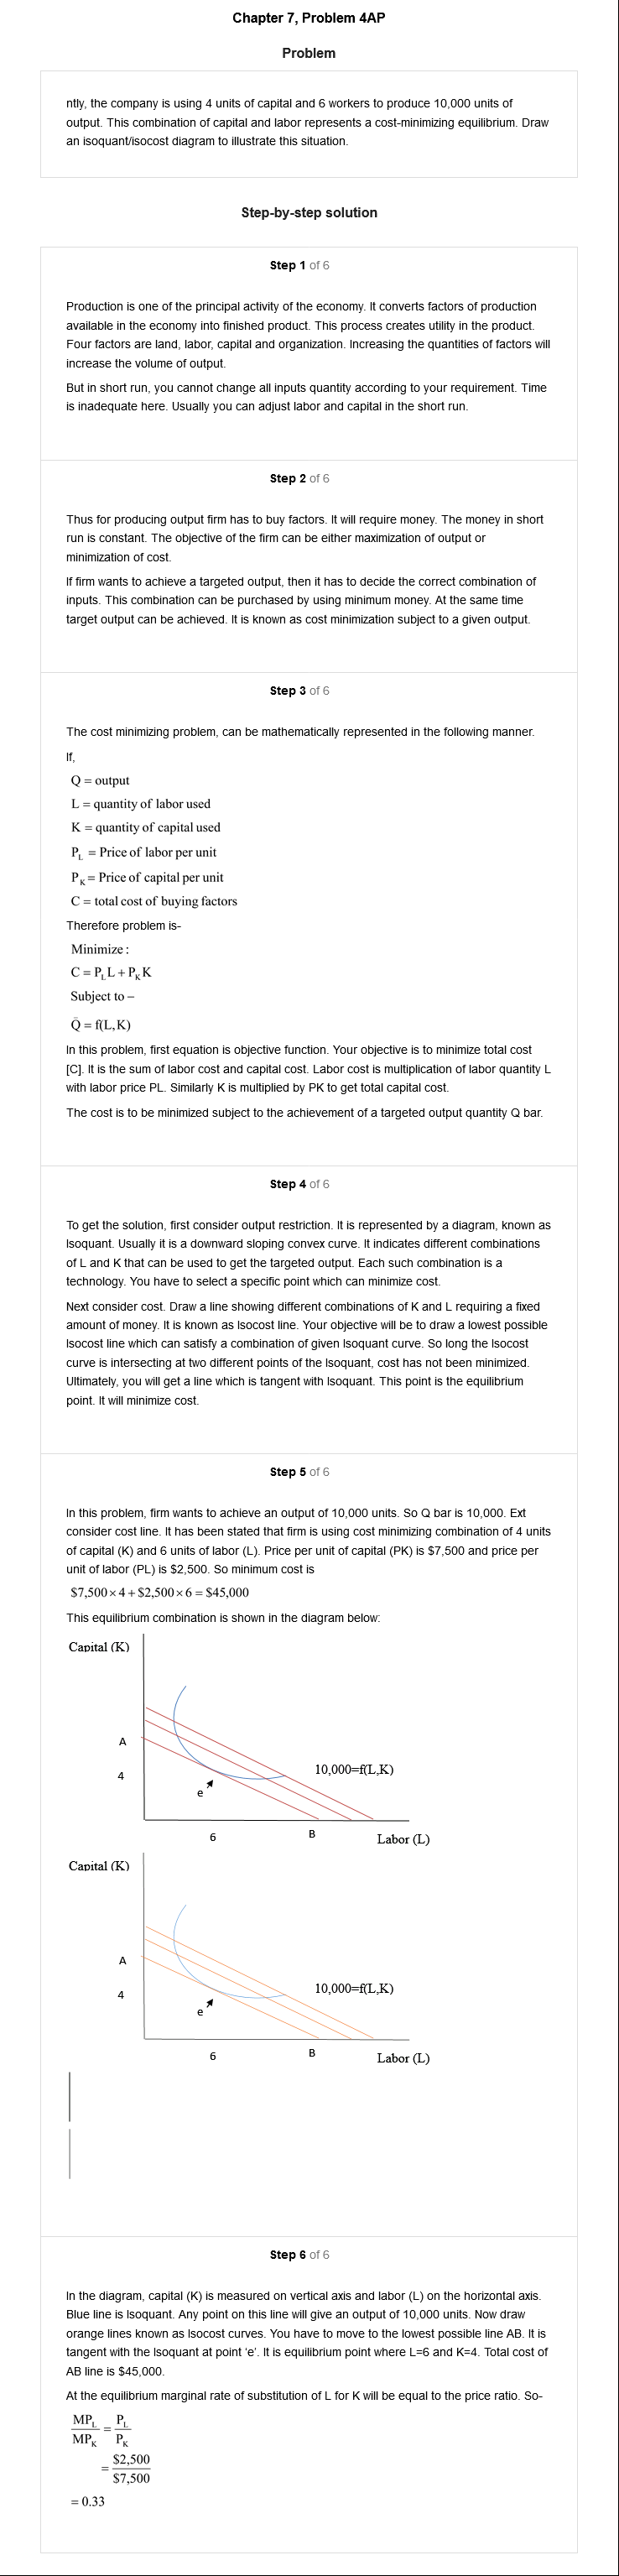 Chapter 7, Problem 4AP
Problem
ntly, the company is using 4 units of capital and 6 workers to produce 10,000 units of
output. This combination of capital and labor represents a cost-minimizing equilibrium. Draw
an isoquant/isocost diagram to illustrate this situation.
Step-by-step solution
Step 1 of 6
Production is one of the principal activity of the economy. It converts factors of production
available in the economy into finished product. This process creates utility in the product.
Four factors are land, labor, capital and organization. Increasing the quantities of factors will
increase the volume of output.
But in short run, you cannot change all inputs quantity according to your requirement. Time
is inadequate here. Usually you can adjust labor and capital in the short run.
Step 2 of 6
Thus for producing output firm has to buy factors. It will require money. The money in short
run is constant. The objective of the firm can be either maximization of output or
minimization of cost.
If firm wants to achieve a targeted output, then it has to decide the correct combination of
inputs. This combination can be purchased by using minimum money. At the same time
target output can be achieved. It is known as cost minimization subject to a given output.
Step 3 of 6
The cost minimizing problem, can be mathematically represented in the following manner.
If,
Q = output
L = quantity of labor used
K = quantity of capital used
P_L = Price of labor per unit
P_K = Price of capital per unit
C = total cost of buying factors
Therefore problem is-
Minimize :
C = P_L L + P_K K
Subject to –
Q̄ = f(L,K)
In this problem, first equation is objective function. Your objective is to minimize total cost
[C]. It is the sum of labor cost and capital cost. Labor cost is multiplication of labor quantity L
with labor price PL. Similarly K is multiplied by PK to get total capital cost.
The cost is to be minimized subject to the achievement of a targeted output quantity Q bar.
Step 4 of 6
To get the solution, first consider output restriction. It is represented by a diagram, known as
Isoquant. Usually it is a downward sloping convex curve. It indicates different combinations
of L and K that can be used to get the targeted output. Each such combination is a
technology. You have to select a specific point which can minimize cost.
Next consider cost. Draw a line showing different combinations of K and L requiring a fixed
amount of money. It is known as Isocost line. Your objective will be to draw a lowest possible
Isocost line which can satisfy a combination of given Isoquant curve. So long the Isocost
curve is intersecting at two different points of the Isoquant, cost has not been minimized.
Ultimately, you will get a line which is tangent with Isoquant. This point is the equilibrium
point. It will minimize cost.
Step 5 of 6
In this problem, firm wants to achieve an output of 10,000 units. So Q bar is 10,000. Ext
consider cost line. It has been stated that firm is using cost minimizing combination of 4 units
of capital (K) and 6 units of labor (L). Price per unit of capital (PK) is $7,500 and price per
unit of labor (PL) is $2,500. So minimum cost is
$7,500 × 4 + $2,500 × 6 = $45,000
This equilibrium combination is shown in the diagram below:
Capital (K)
A
4
10,000=f(L,K)
e
6
B
Labor (L)
Capital (K)
A
4
10,000=f(L,K)
e
6
B
Labor (L)
Step 6 of 6
In the diagram, capital (K) is measured on vertical axis and labor (L) on the horizontal axis.
Blue line is Isoquant. Any point on this line will give an output of 10,000 units. Now draw
orange lines known as Isocost curves. You have to move to the lowest possible line AB. It is
tangent with the Isoquant at point ‘e’. It is equilibrium point where L=6 and K=4. Total cost of
AB line is $45,000.
At the equilibrium marginal rate of substitution of L for K will be equal to the price ratio. So-
MP_L / MP_K = P_L / P_K
= $2,500 / $7,500
= 0.33